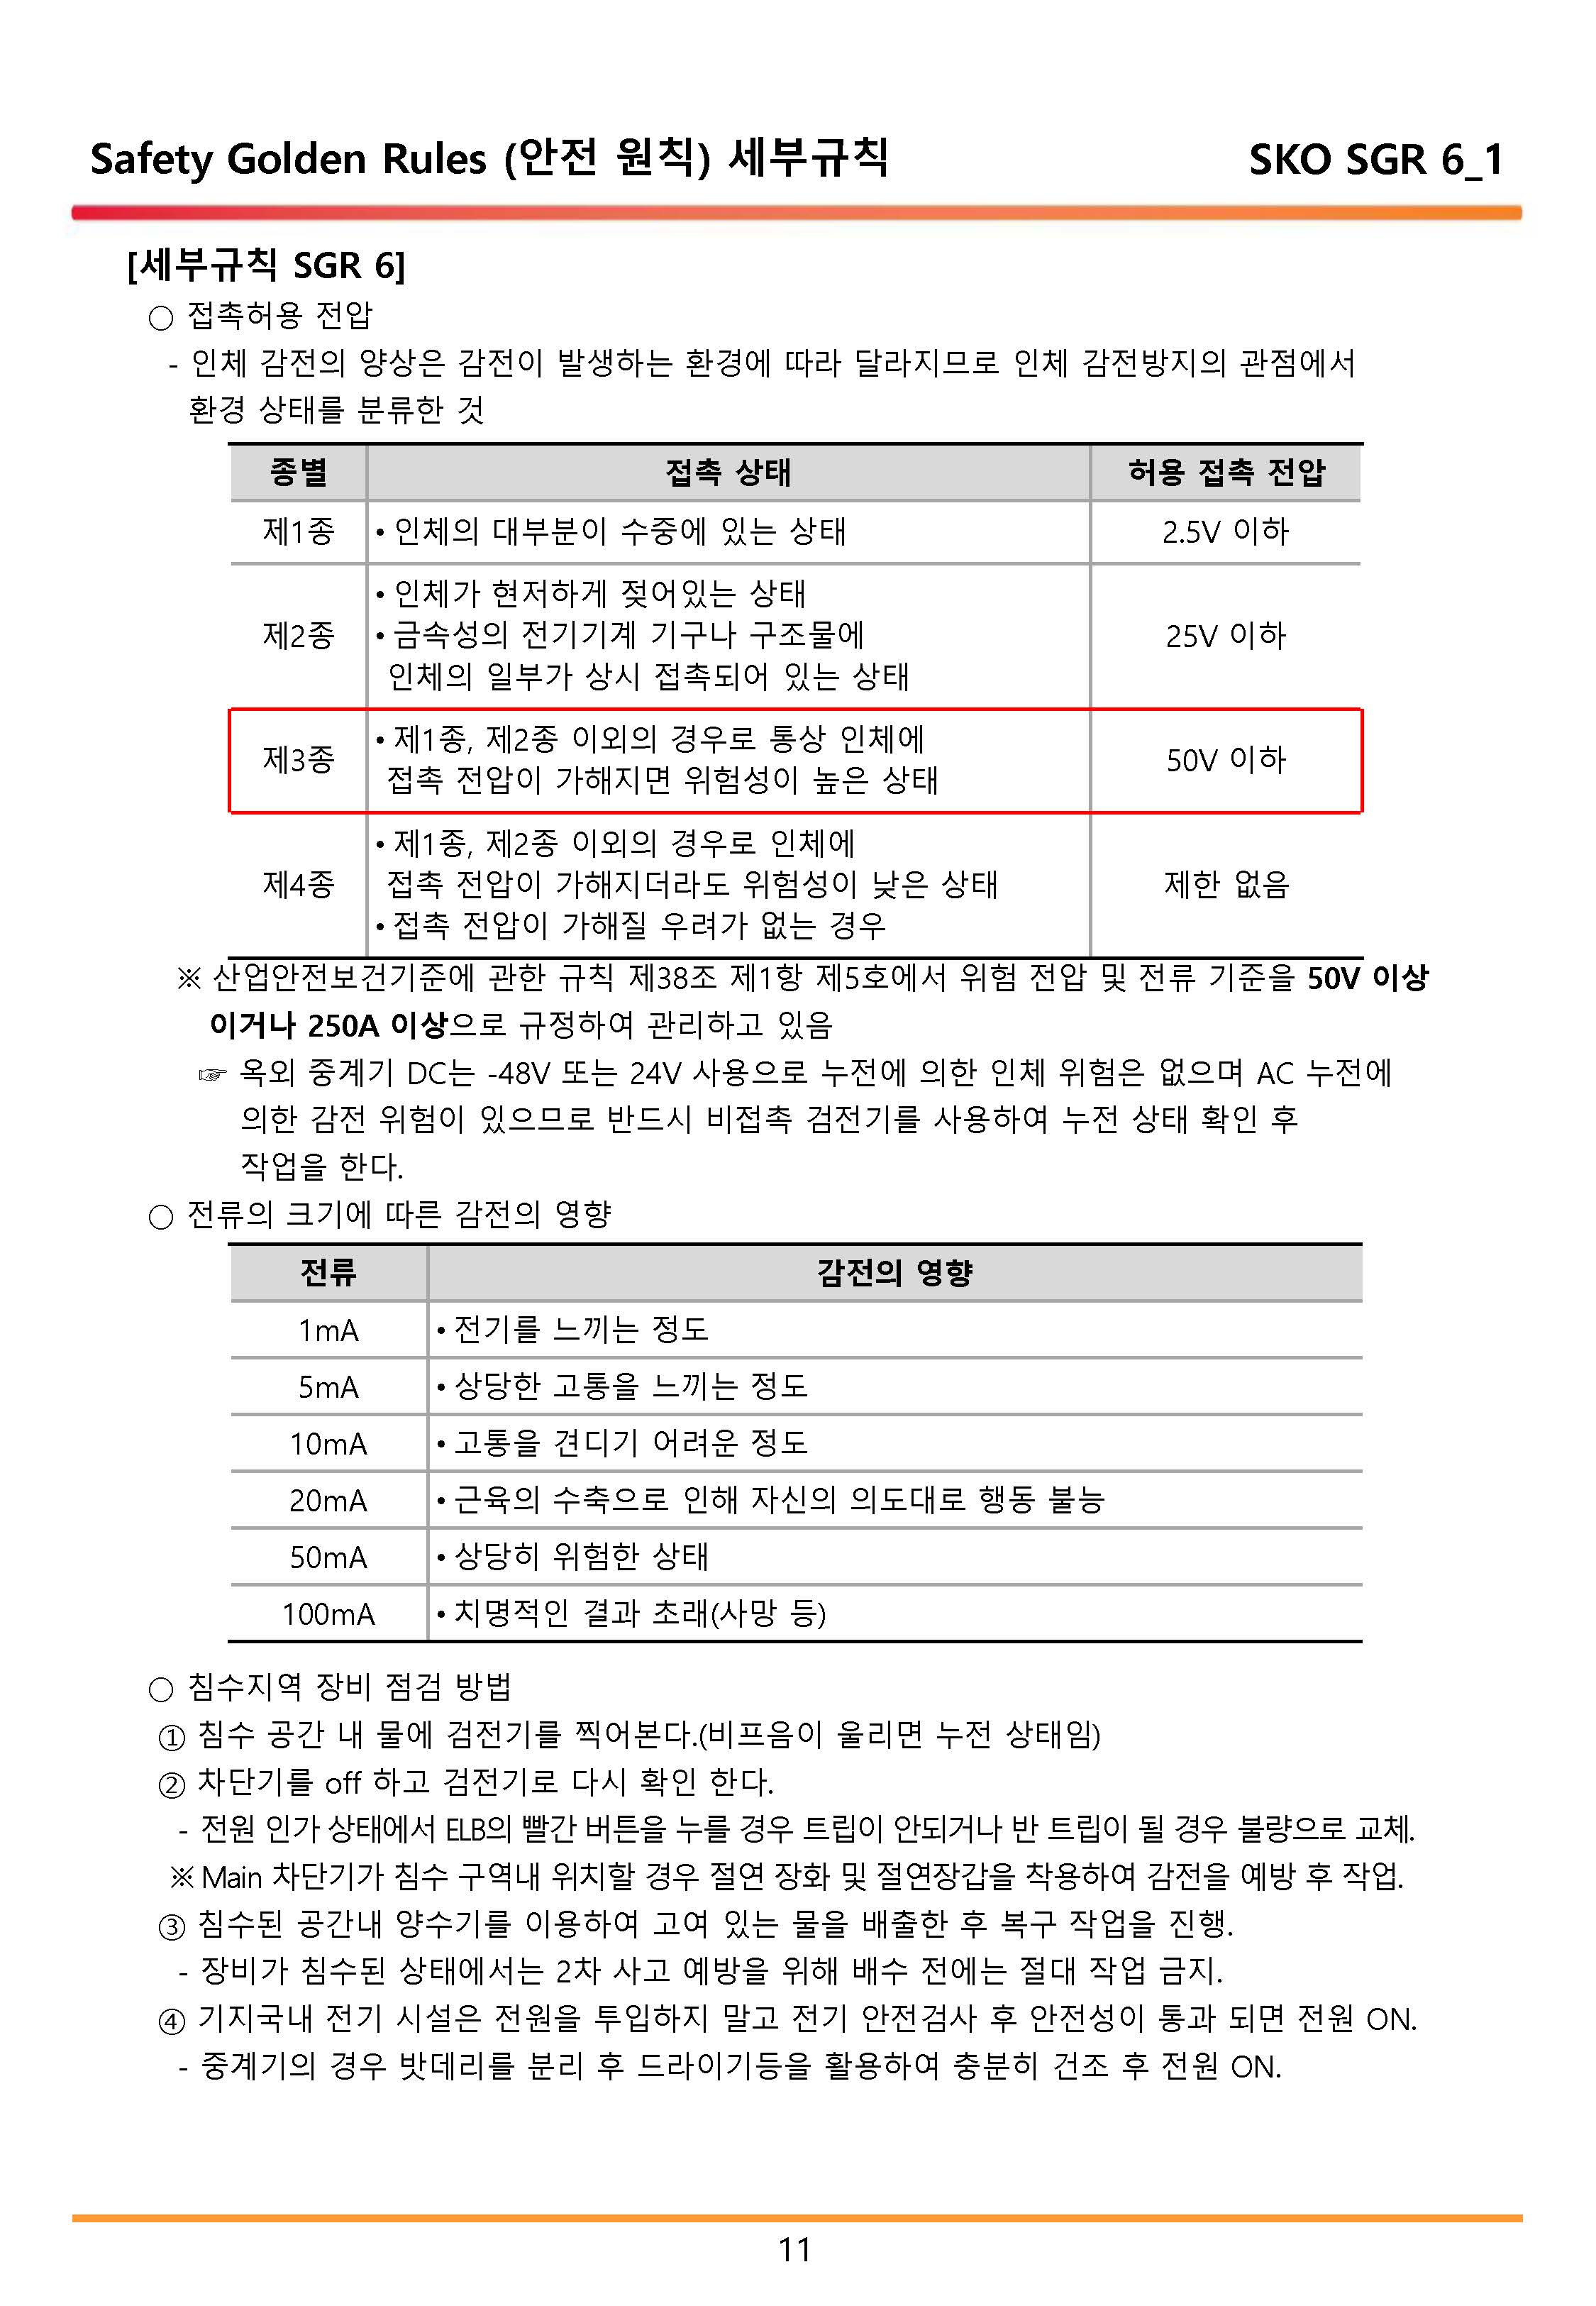 Safety Golden Rules (안전 원칙) 세부규칙
SKO SGR 6_1
[세부규칙 SGR 6]
○ 접촉허용 전압
- 인체 감전의 양상은 감전이 발생하는 환경에 따라 달라지므로 인체 감전방지의 관점에서
환경 상태를 분류한 것
종별 접촉 상태 허용 접촉 전압
제1종 • 인체의 대부분이 수중에 있는 상태 2.5V 이하
• 인체가 현저하게 젖어있는 상태
제2종 • 금속성의 전기기계 기구나 구조물에 25V 이하
인체의 일부가 상시 접촉되어 있는 상태
제3종 • 제1종, 제2종 이외의 경우로 통상 인체에
접촉 전압이 가해지면 위험성이 높은 상태 50V 이하
• 제1종, 제2종 이외의 경우로 인체에
제4종 접촉 전압이 가해지더라도 위험성이 낮은 상태 제한 없음
• 접촉 전압이 가해질 우려가 없는 경우
※ 산업안전보건기준에 관한 규칙 제38조 제1항 제5호에서 위험 전압 및 전류 기준을 50V 이상
이거나 250A 이상으로 규정하여 관리하고 있음
☞ 옥외 중계기 DC는 -48V 또는 24V 사용으로 누전에 의한 인체 위험은 없으며 AC 누전에
의한 감전 위험이 있으므로 반드시 비접촉 검전기를 사용하여 누전 상태 확인 후
작업을 한다.
○ 전류의 크기에 따른 감전의 영향
전류 감전의 영향
1mA • 전기를 느끼는 정도
5mA • 상당한 고통을 느끼는 정도
10mA • 고통을 견디기 어려운 정도
20mA • 근육의 수축으로 인해 자신의 의도대로 행동 불능
50mA • 상당히 위험한 상태
100mA • 치명적인 결과 초래(사망 등)
○ 침수지역 장비 점검 방법
① 침수 공간 내 물에 검전기를 찍어본다.(비프음이 울리면 누전 상태임)
② 차단기를 off 하고 검전기로 다시 확인 한다.
- 전원 인가 상태에서 ELB의 빨간 버튼을 누를 경우 트립이 안되거나 반 트립이 될 경우 불량으로 교체.
※ Main 차단기가 침수 구역내 위치할 경우 절연 장화 및 절연장갑을 착용하여 감전을 예방 후 작업.
③ 침수된 공간내 양수기를 이용하여 고여 있는 물을 배출한 후 복구 작업을 진행.
- 장비가 침수된 상태에서는 2차 사고 예방을 위해 배수 전에는 절대 작업 금지.
④ 기지국내 전기 시설은 전원을 투입하지 말고 전기 안전검사 후 안전성이 통과 되면 전원 ON.
- 중계기의 경우 밧데리를 분리 후 드라이기등을 활용하여 충분히 건조 후 전원 ON.
11